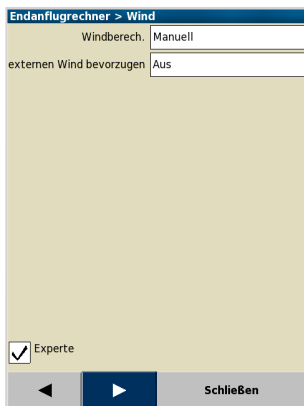 Endanflugrechner > Wind
Windberech. Manuell
externen Wind bevorzugen Aus
Experte
Schließen